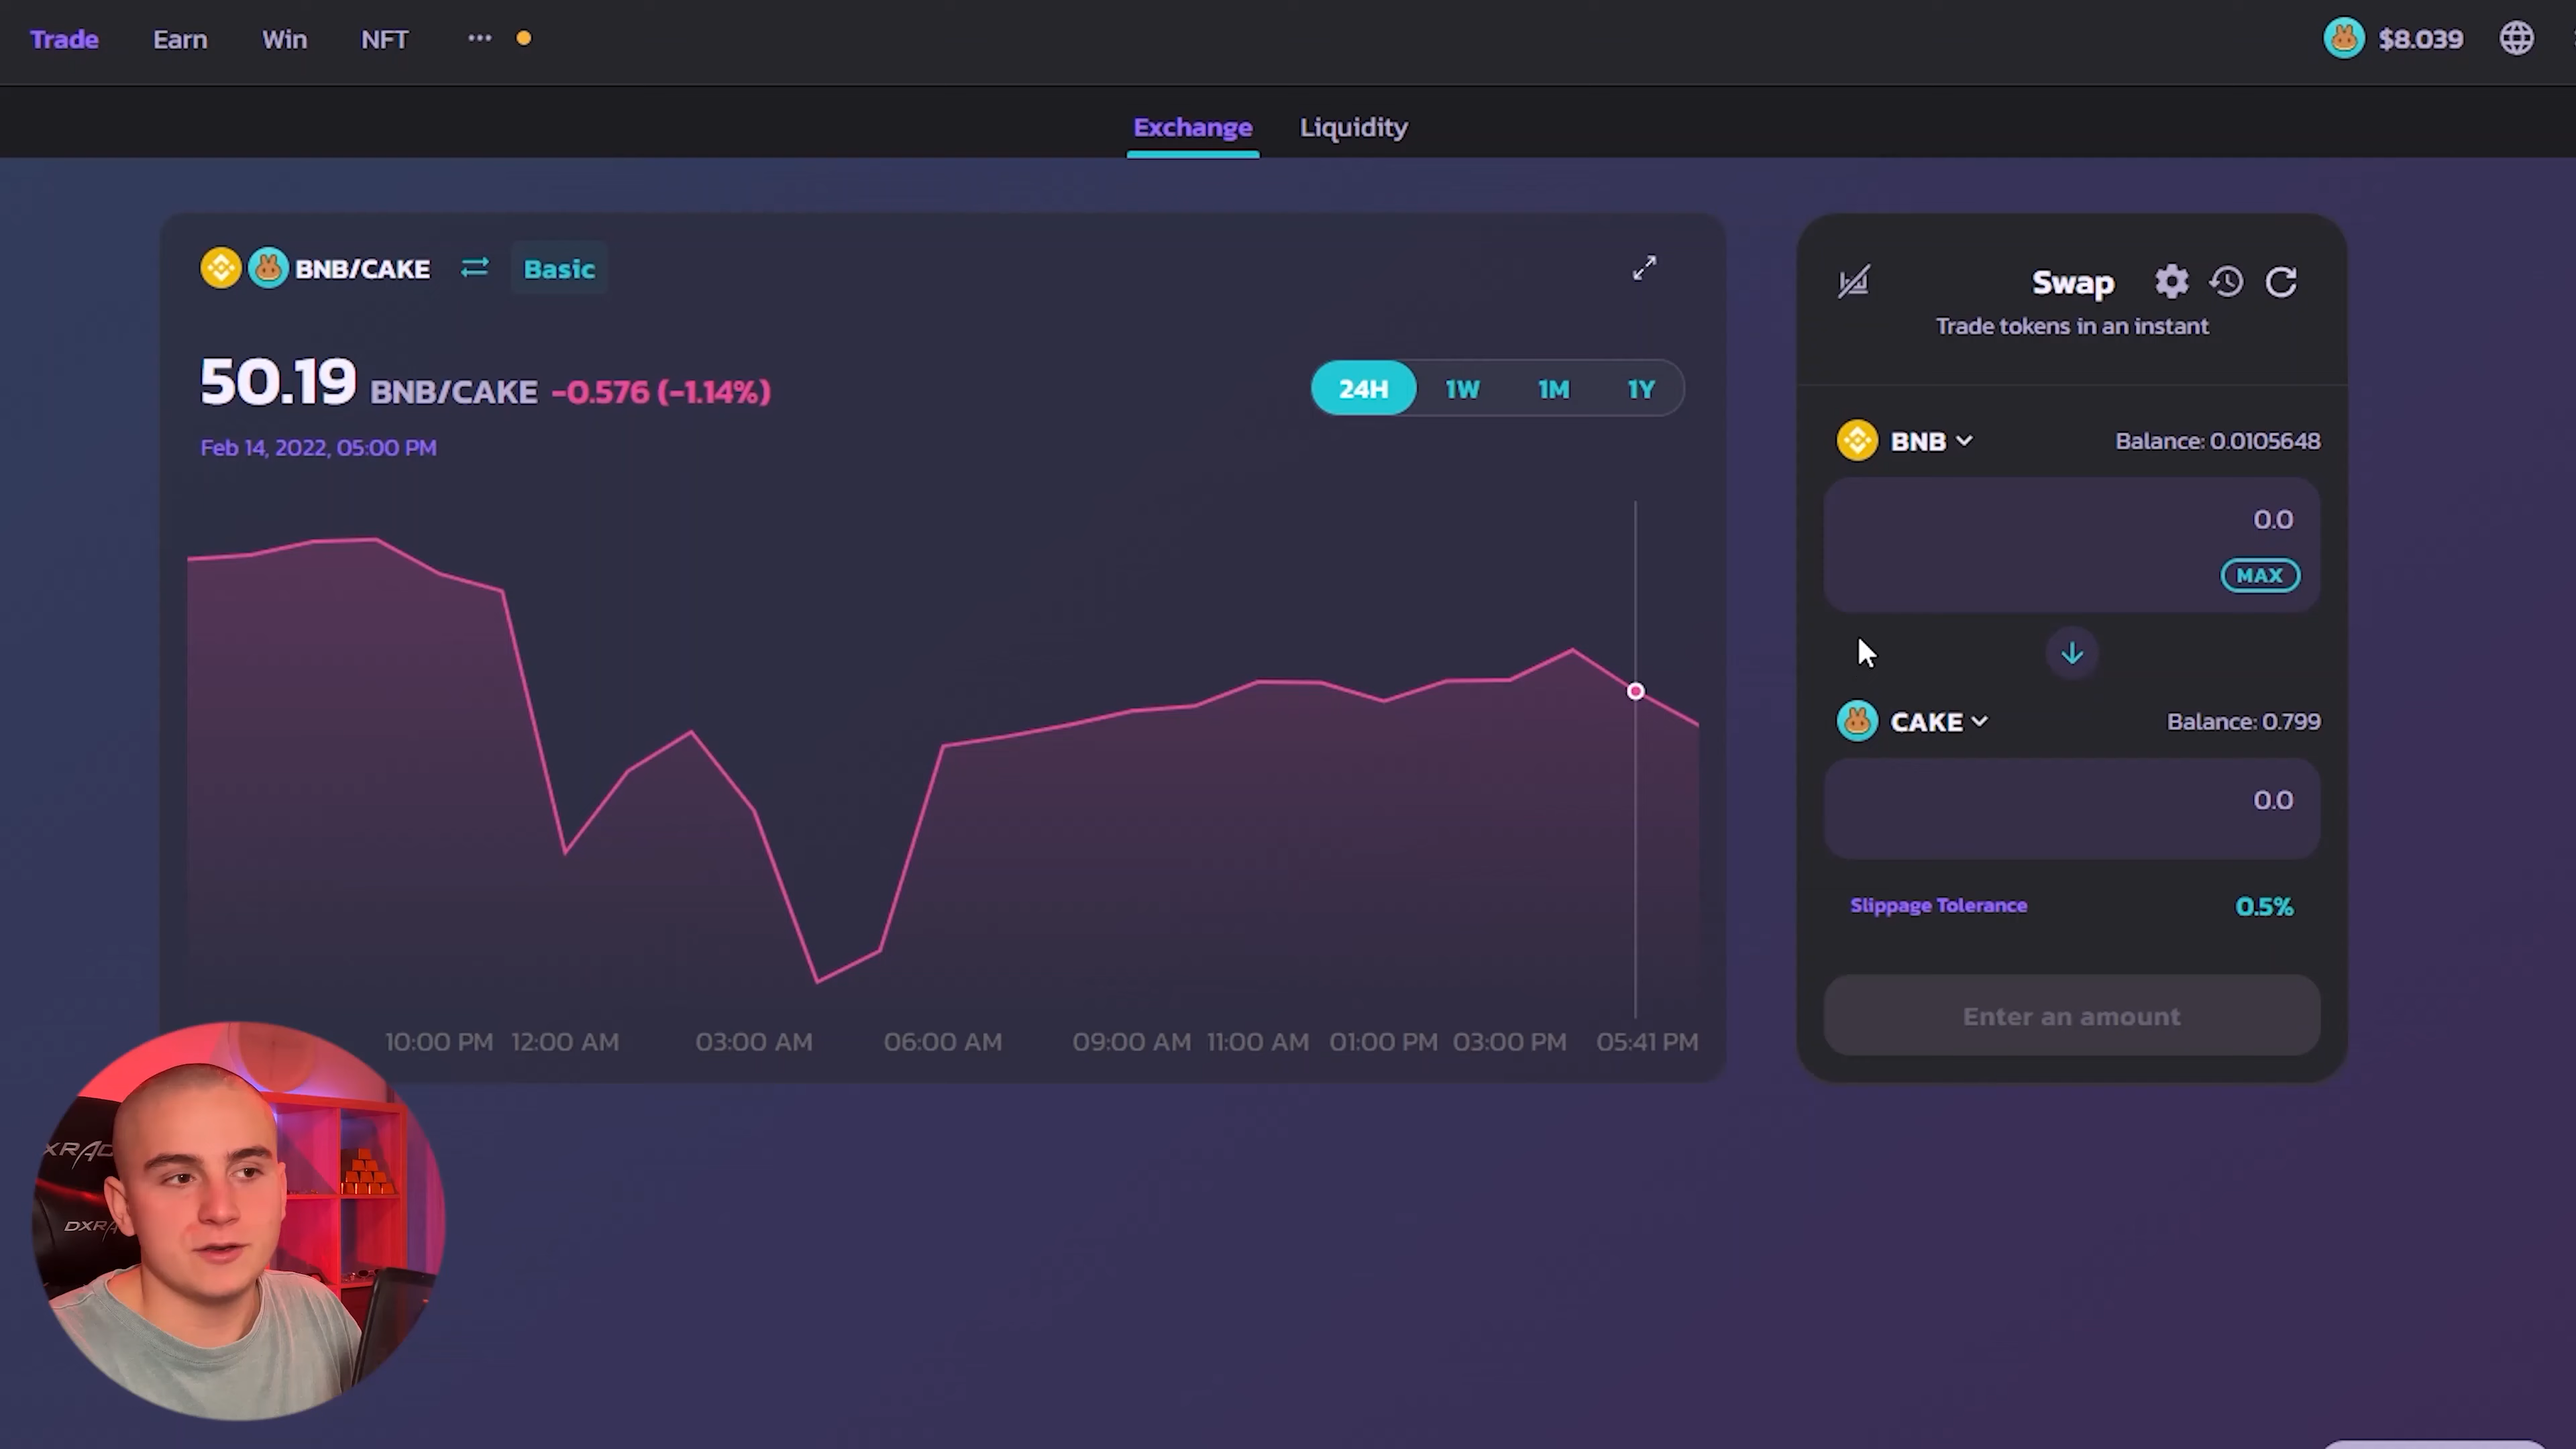 Trade Earn Win NFT ... $8.039
Exchange Liquidity
BNB/CAKE Basic
50.19 BNB/CAKE -0.576 (-1.14%)
Feb 14, 2022, 05:00 PM
24H 1W 1M 1Y
10:00 PM 12:00 AM 03:00 AM 06:00 AM 09:00 AM 11:00 AM 01:00 PM 03:00 PM 05:41 PM
Swap
Trade tokens in an instant
BNB Balance: 0.0105648
0.0
MAX
CAKE Balance: 0.799
0.0
Slippage Tolerance 0.5%
Enter an amount